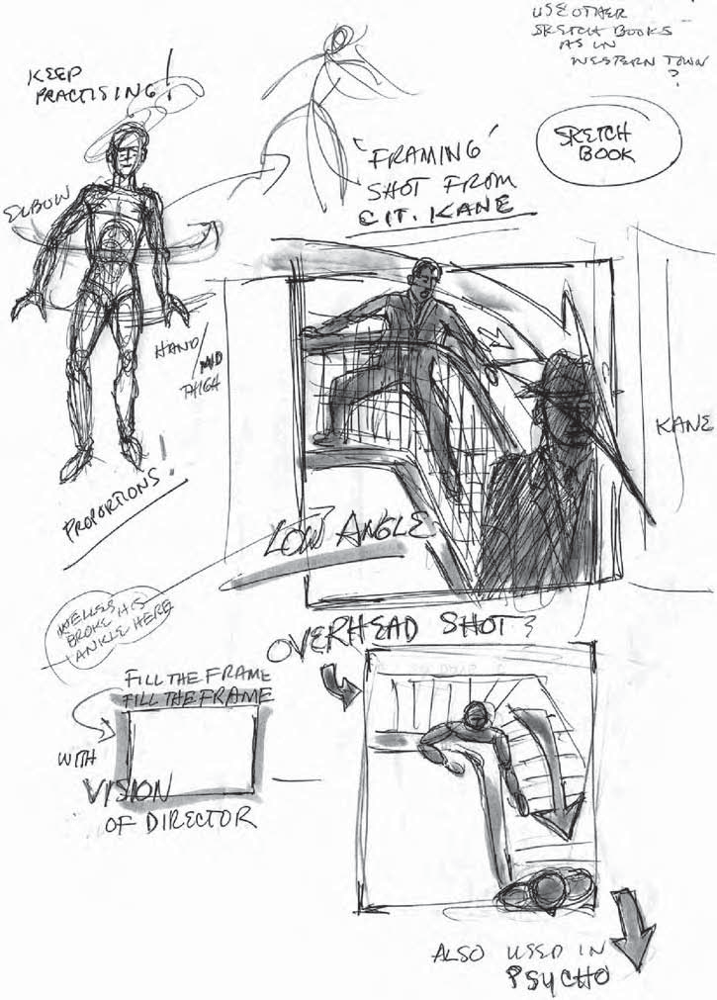 USE OTHER
SKETCH BOOKS
AS IN
WESTERN TOWN
?
KEEP
PRACTISING!
SKETCH
BOOK
"FRAMING"
SHOT FROM
CIT. KANE
ELBOW
HAND/
MID
THIGH
KANE
PROPORTIONS!
LOW ANGLE
WELLES
BROKE HIS
ANKLE HERE
OVERHEAD SHOT?
FILL THE FRAME
FILL THE FRAME
WITH
VISION
OF DIRECTOR
ALSO USED IN
PSYCHO